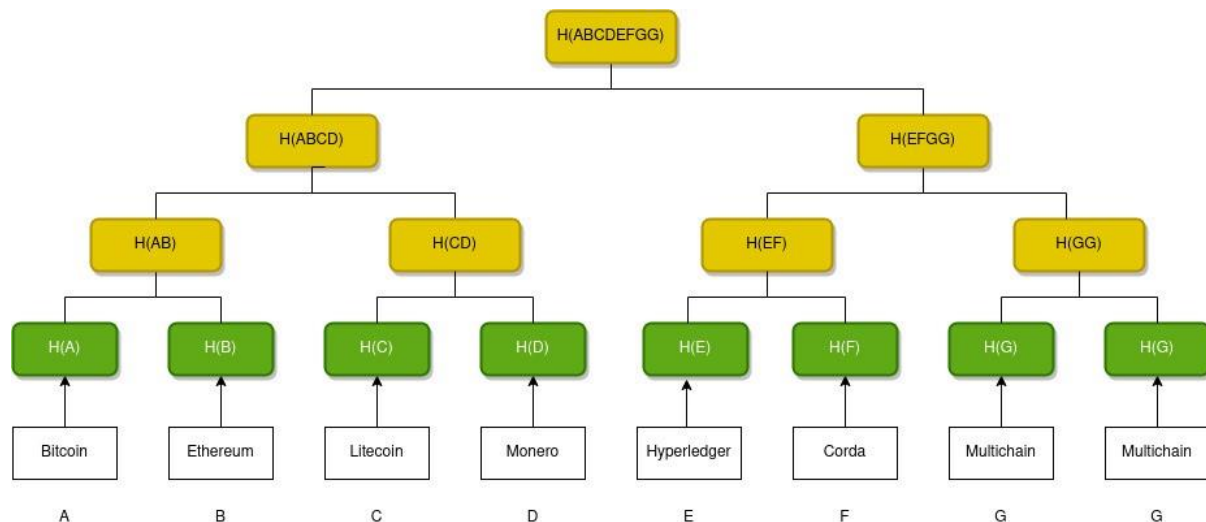 H(ABCDEFGG)
H(ABCD)
H(EFGG)
H(AB)
H(CD)
H(EF)
H(GG)
H(A)
H(B)
H(C)
H(D)
H(E)
H(F)
H(G)
H(G)
Bitcoin
Ethereum
Litecoin
Monero
Hyperledger
Corda
Multichain
Multichain
A
B
C
D
E
F
G
G